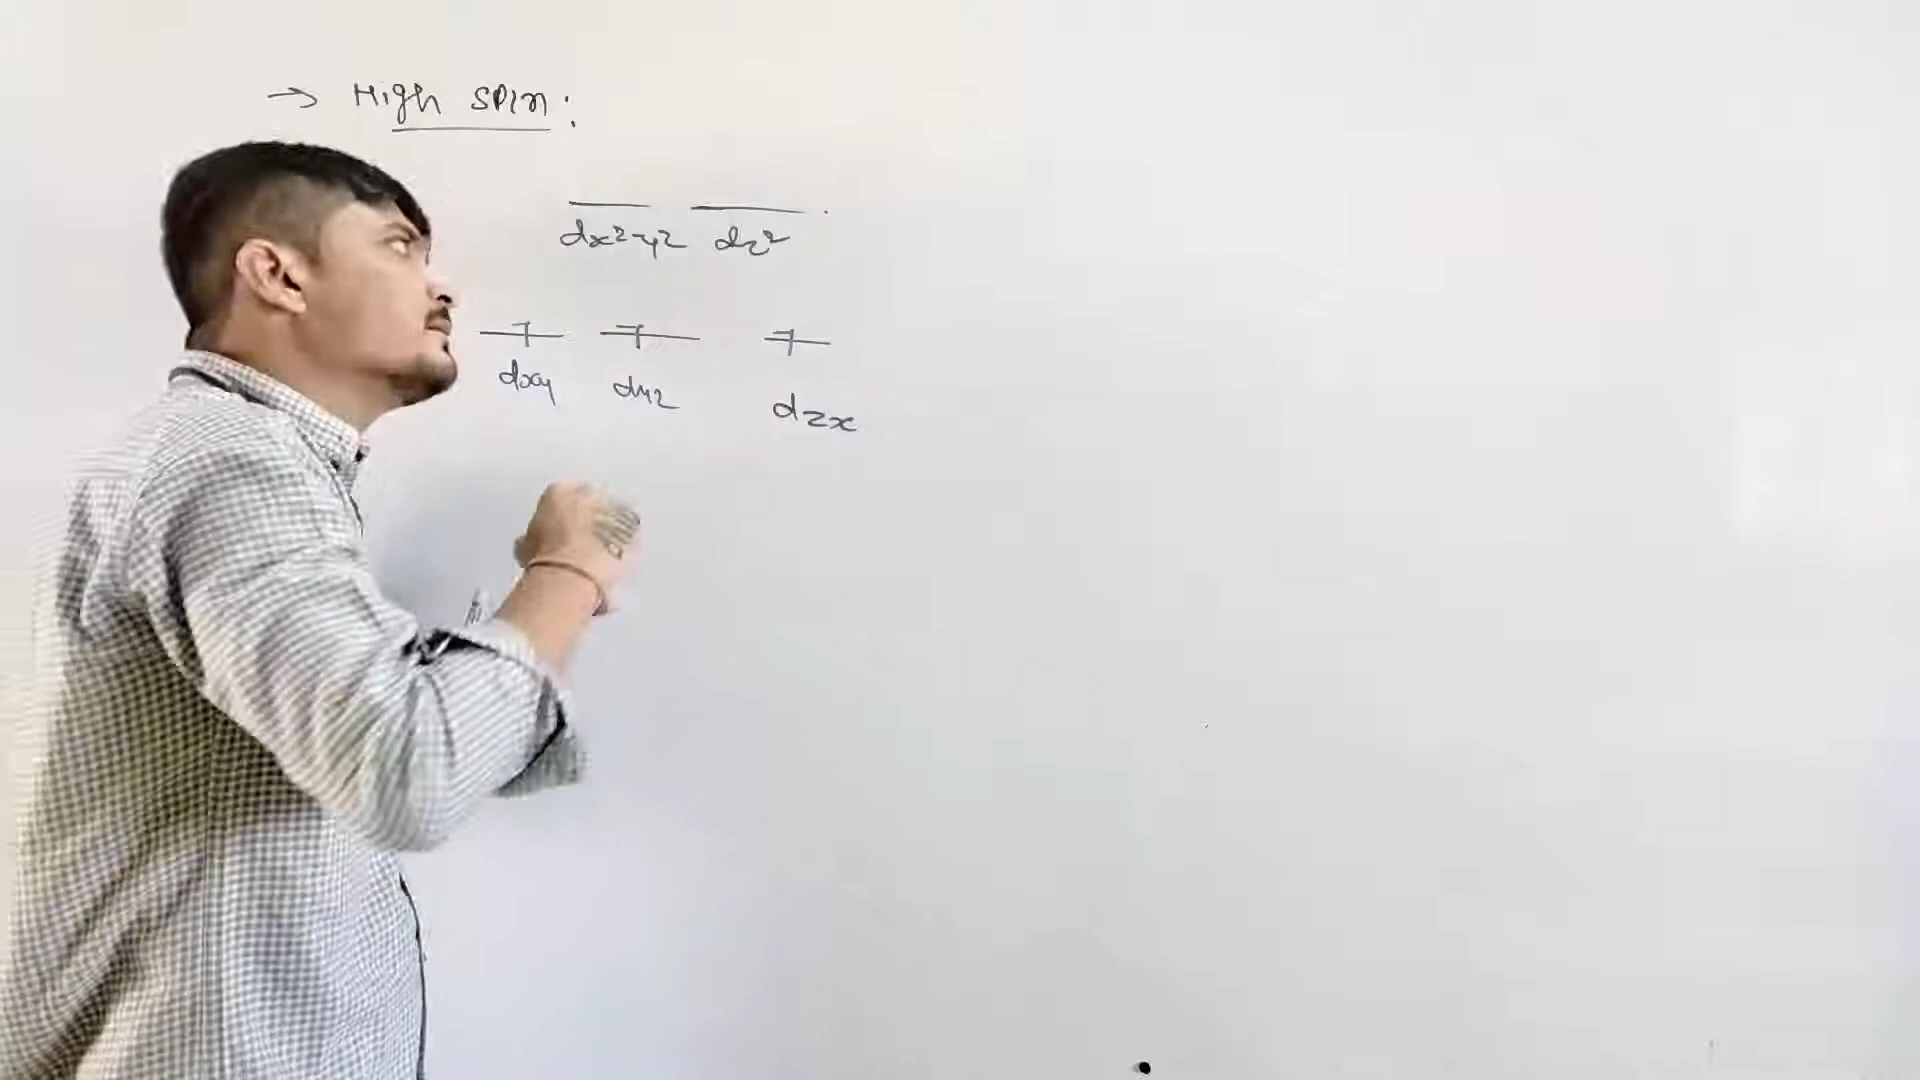 → High spin:
dx²-y² dz²
dxy dyz dzx